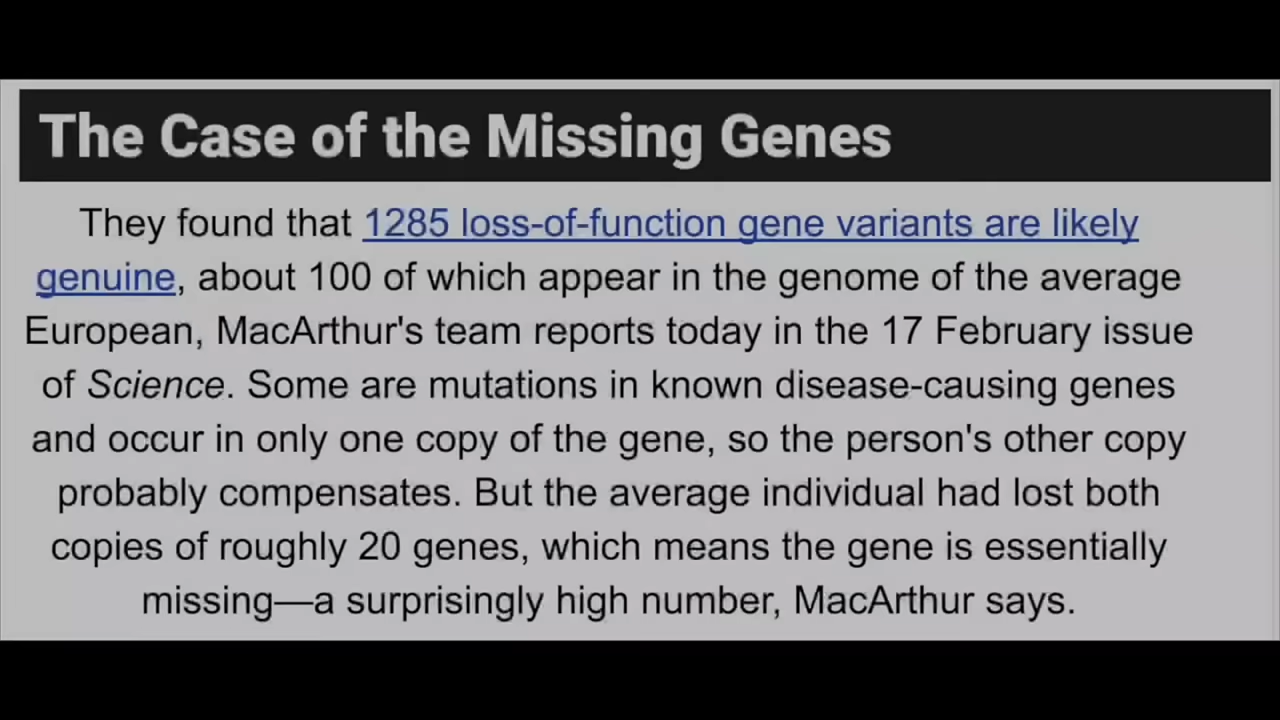 The Case of the Missing Genes
They found that 1285 loss-of-function gene variants are likely
genuine, about 100 of which appear in the genome of the average
European, MacArthur's team reports today in the 17 February issue
of Science. Some are mutations in known disease-causing genes
and occur in only one copy of the gene, so the person's other copy
probably compensates. But the average individual had lost both
copies of roughly 20 genes, which means the gene is essentially
missing—a surprisingly high number, MacArthur says.